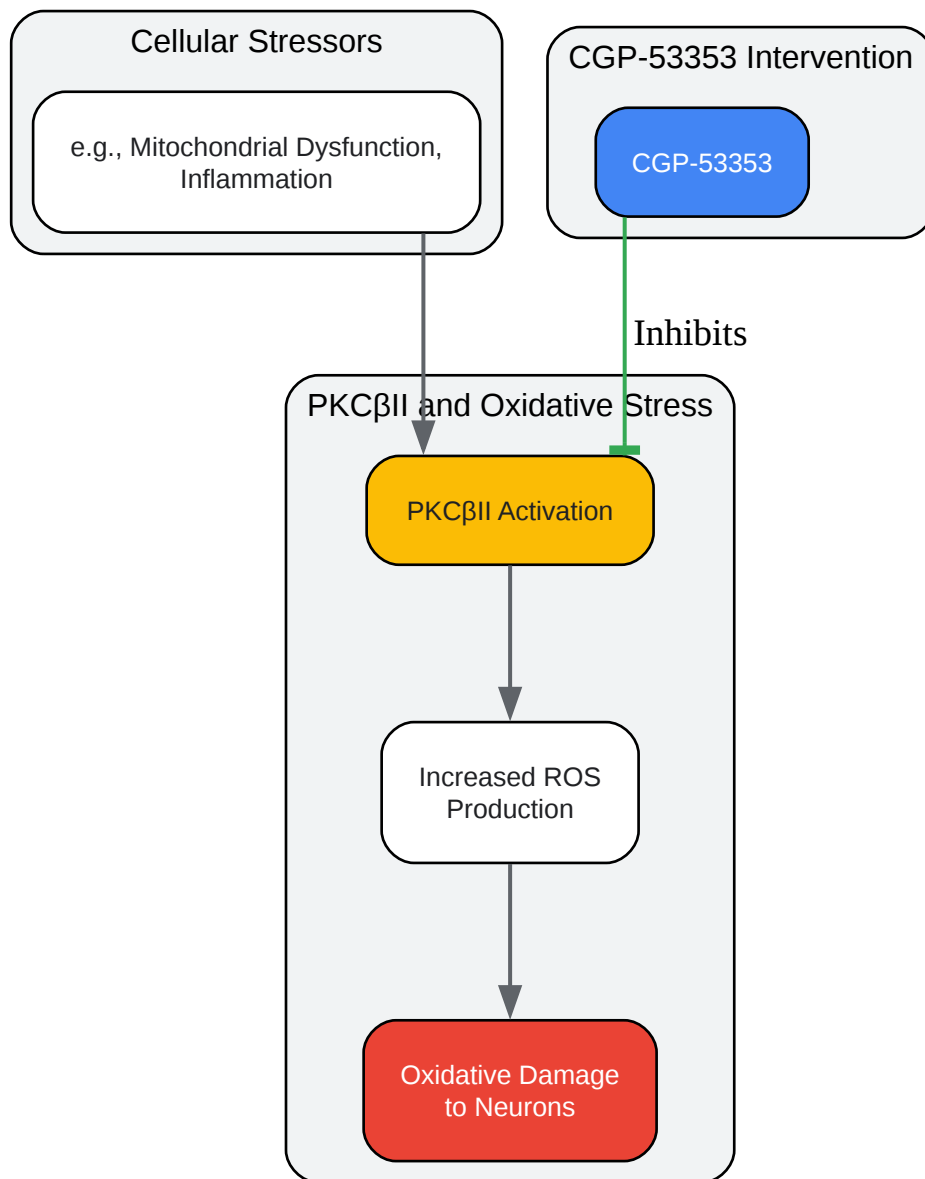 Cellular Stressors
e.g., Mitochondrial Dysfunction,
Inflammation
CGP-53353 Intervention
CGP-53353
Inhibits
PKCβII and Oxidative Stress
PKCβII Activation
Increased ROS
Production
Oxidative Damage
to Neurons